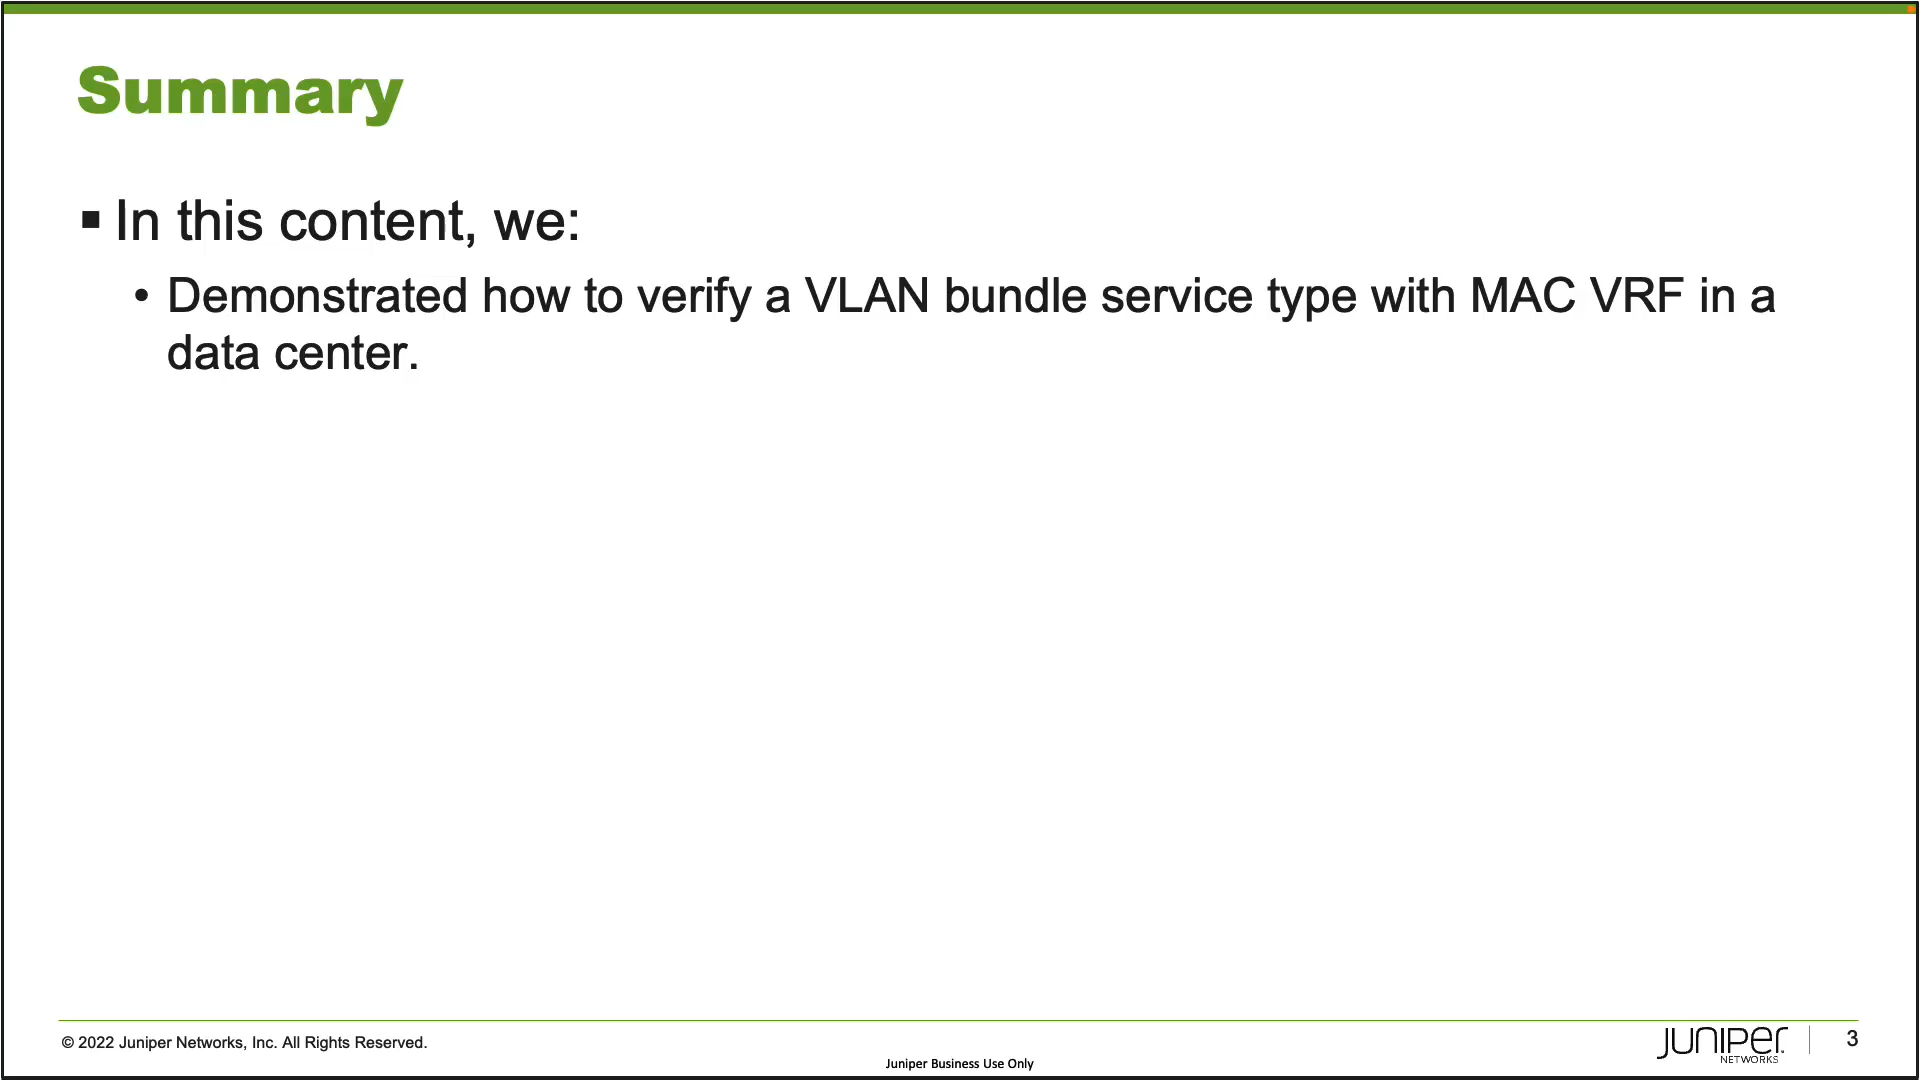 Summary
▪ In this content, we:
• Demonstrated how to verify a VLAN bundle service type with MAC VRF in a
data center.
© 2022 Juniper Networks, Inc. All Rights Reserved.
Juniper Business Use Only
JUNIPER
NETWORKS
3